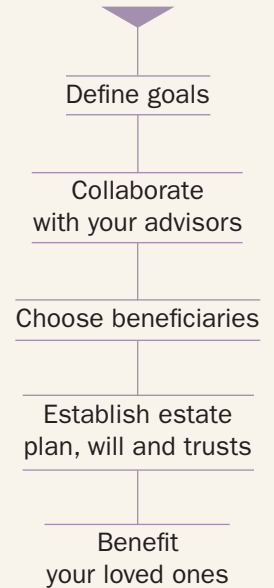 Define goals
Collaborate
with your advisors
Choose beneficiaries
Establish estate
plan, will and trusts
Benefit
your loved ones